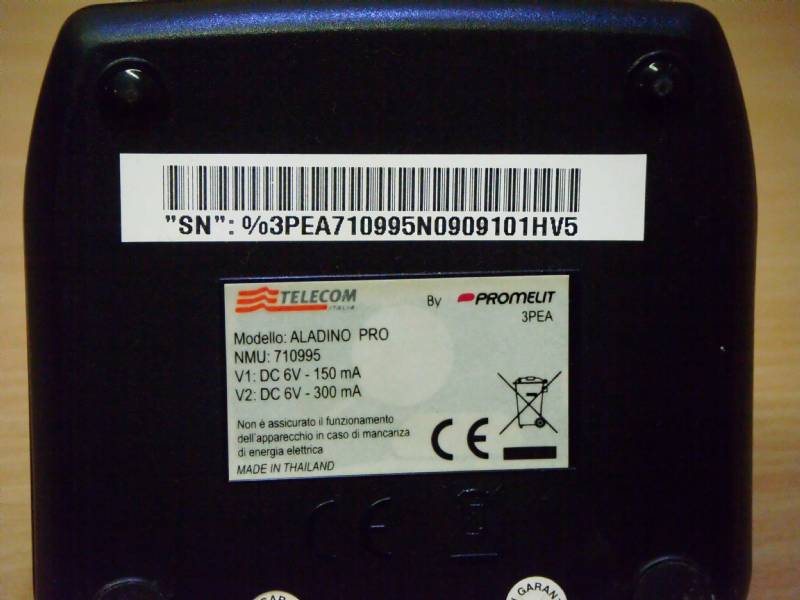 "SN": %3PEA710995N0909101HV5
TELECOM
ITALIA
By PROMELIT
3PEA
Modello: ALADINO PRO
NMU: 710995
V1: DC 6V - 150 mA
V2: DC 6V - 300 mA
Non è assicurato il funzionamento
dell'apparecchio in caso di mancanza
di energia elettrica
MADE IN THAILAND
CE
CE